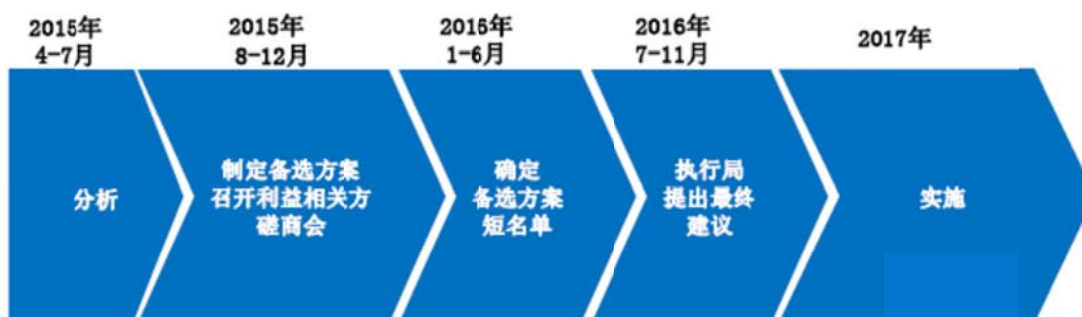 2015年
4-7月
2015年
8-12月
2016年
1-6月
2016年
7-11月
2017年
分析
制定备选方案
召开利益相关方
磋商会
确定
备选方案
短名单
执行局
提出最终
建议
实施